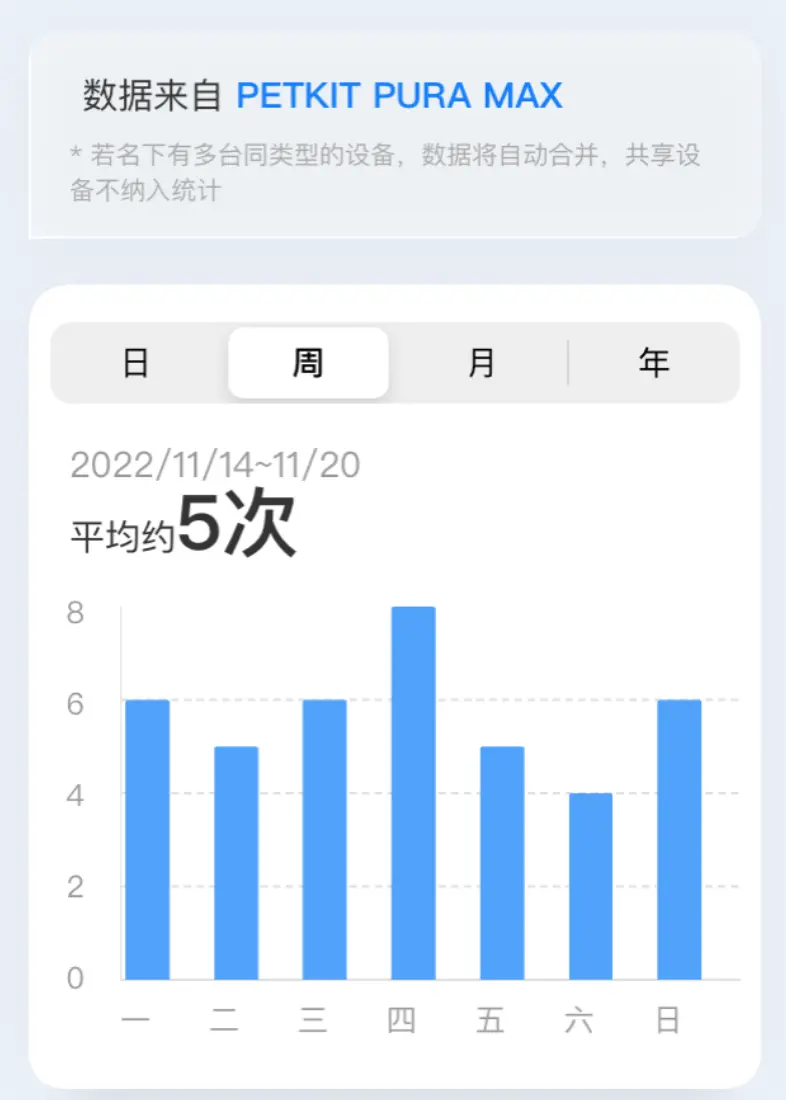 数据来自 PETKIT PURA MAX
* 若名下有多台同类型的设备，数据将自动合并，共享设
备不纳入统计
日 周 月 年
2022/11/14~11/20
平均约5次
8
6
4
2
0
一 二 三 四 五 六 日